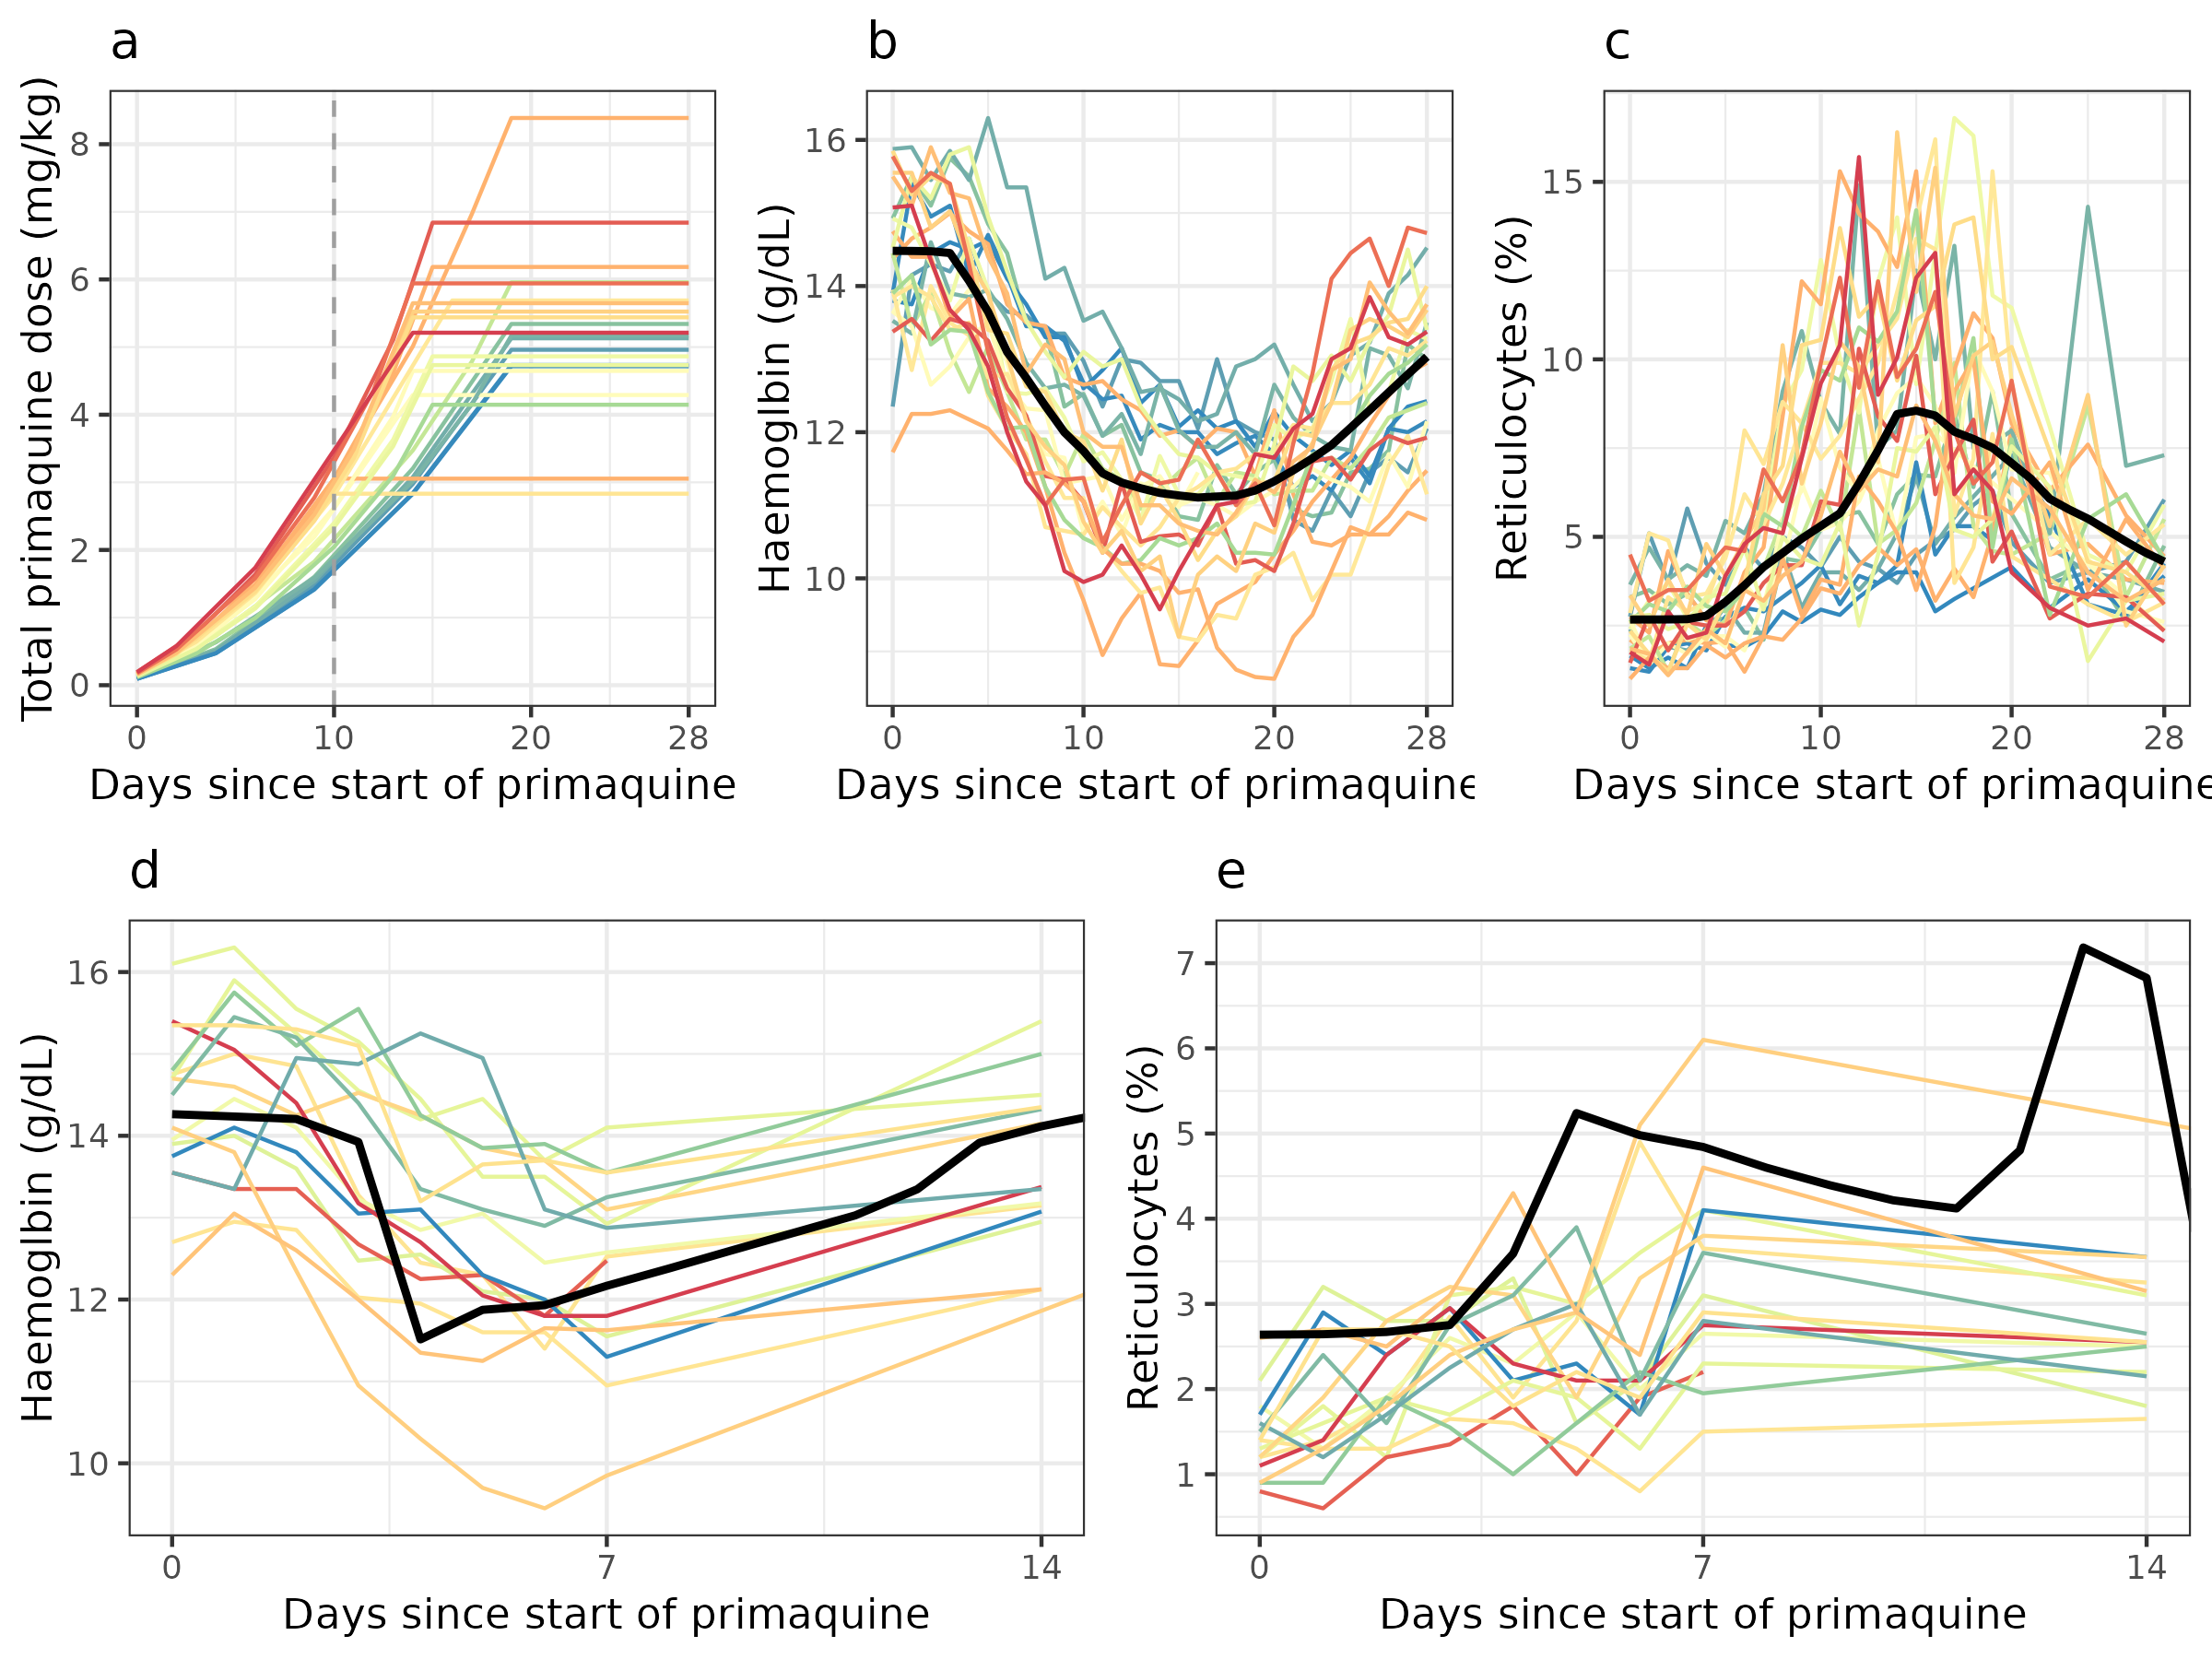 a
Total primaquine dose (mg/kg)
8
6
4
2
0
0 10 20 28
Days since start of primaquine
b
Haemoglbin (g/dL)
16
14
12
10
0 10 20 28
Days since start of primaquine
c
Reticulocytes (%)
15
10
5
0 10 20 28
Days since start of primaquine
d
Haemoglbin (g/dL)
16
14
12
10
0 7 14
Days since start of primaquine
e
Reticulocytes (%)
7
6
5
4
3
2
1
0 7 14
Days since start of primaquine